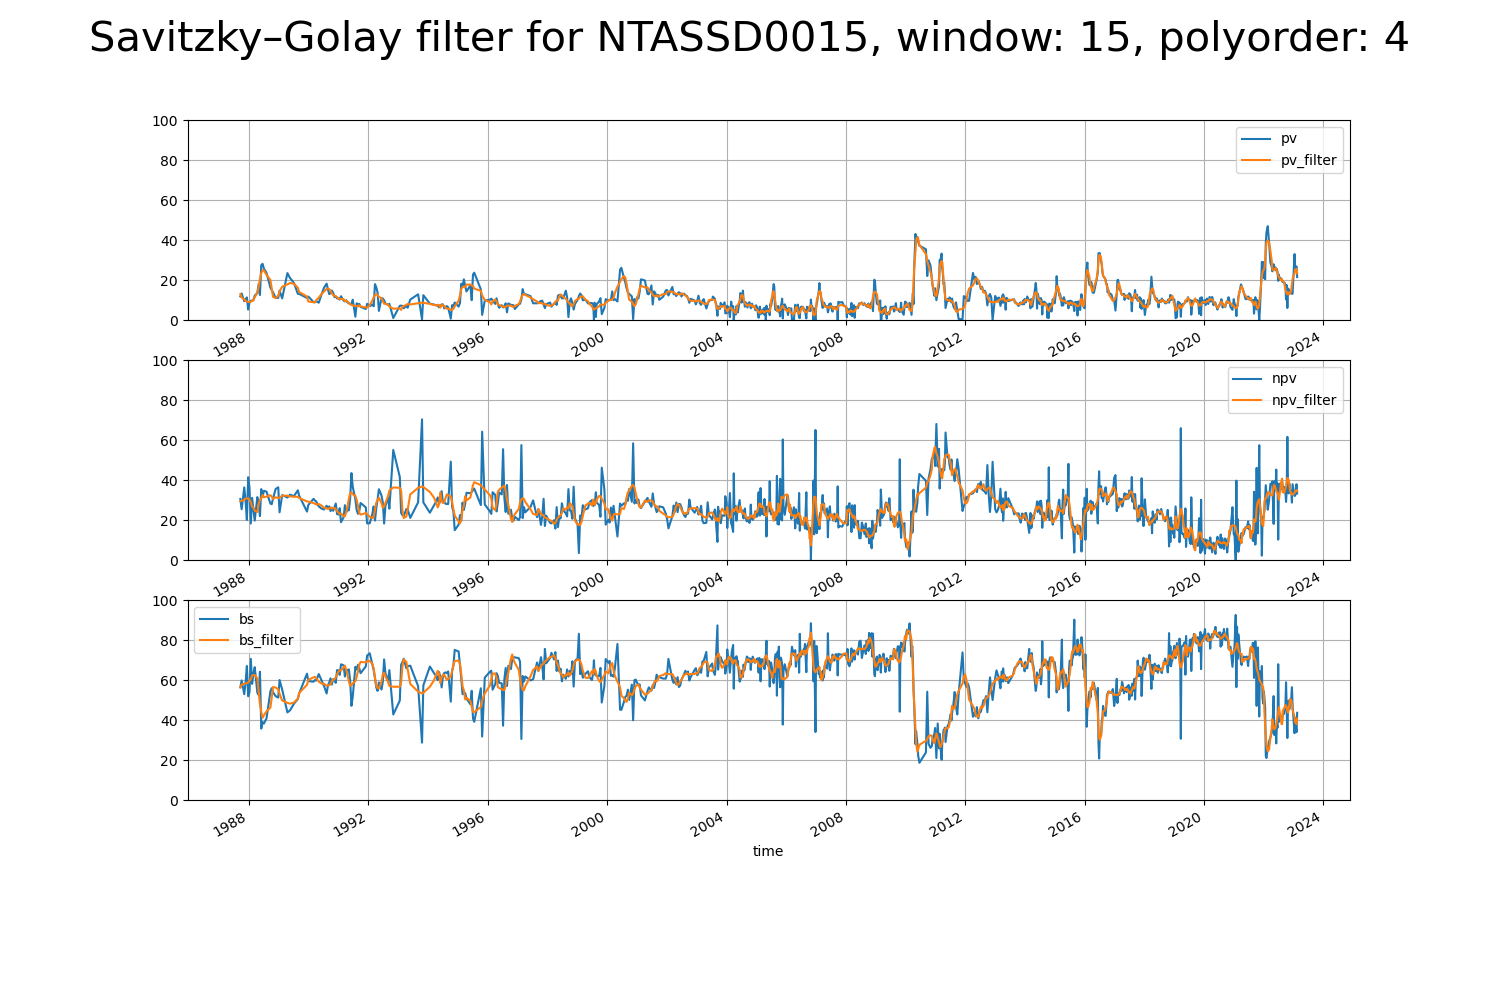 Savitzky–Golay filter for NTASSD0015, window: 15, polyorder: 4
100
80
60
40
20
0
pv
pv_filter
1988 1992 1996 2000 2004 2008 2012 2016 2020 2024
100
80
60
40
20
0
npv
npv_filter
1988 1992 1996 2000 2004 2008 2012 2016 2020 2024
100
80
60
40
20
0
bs
bs_filter
1988 1992 1996 2000 2004 2008 2012 2016 2020 2024
time